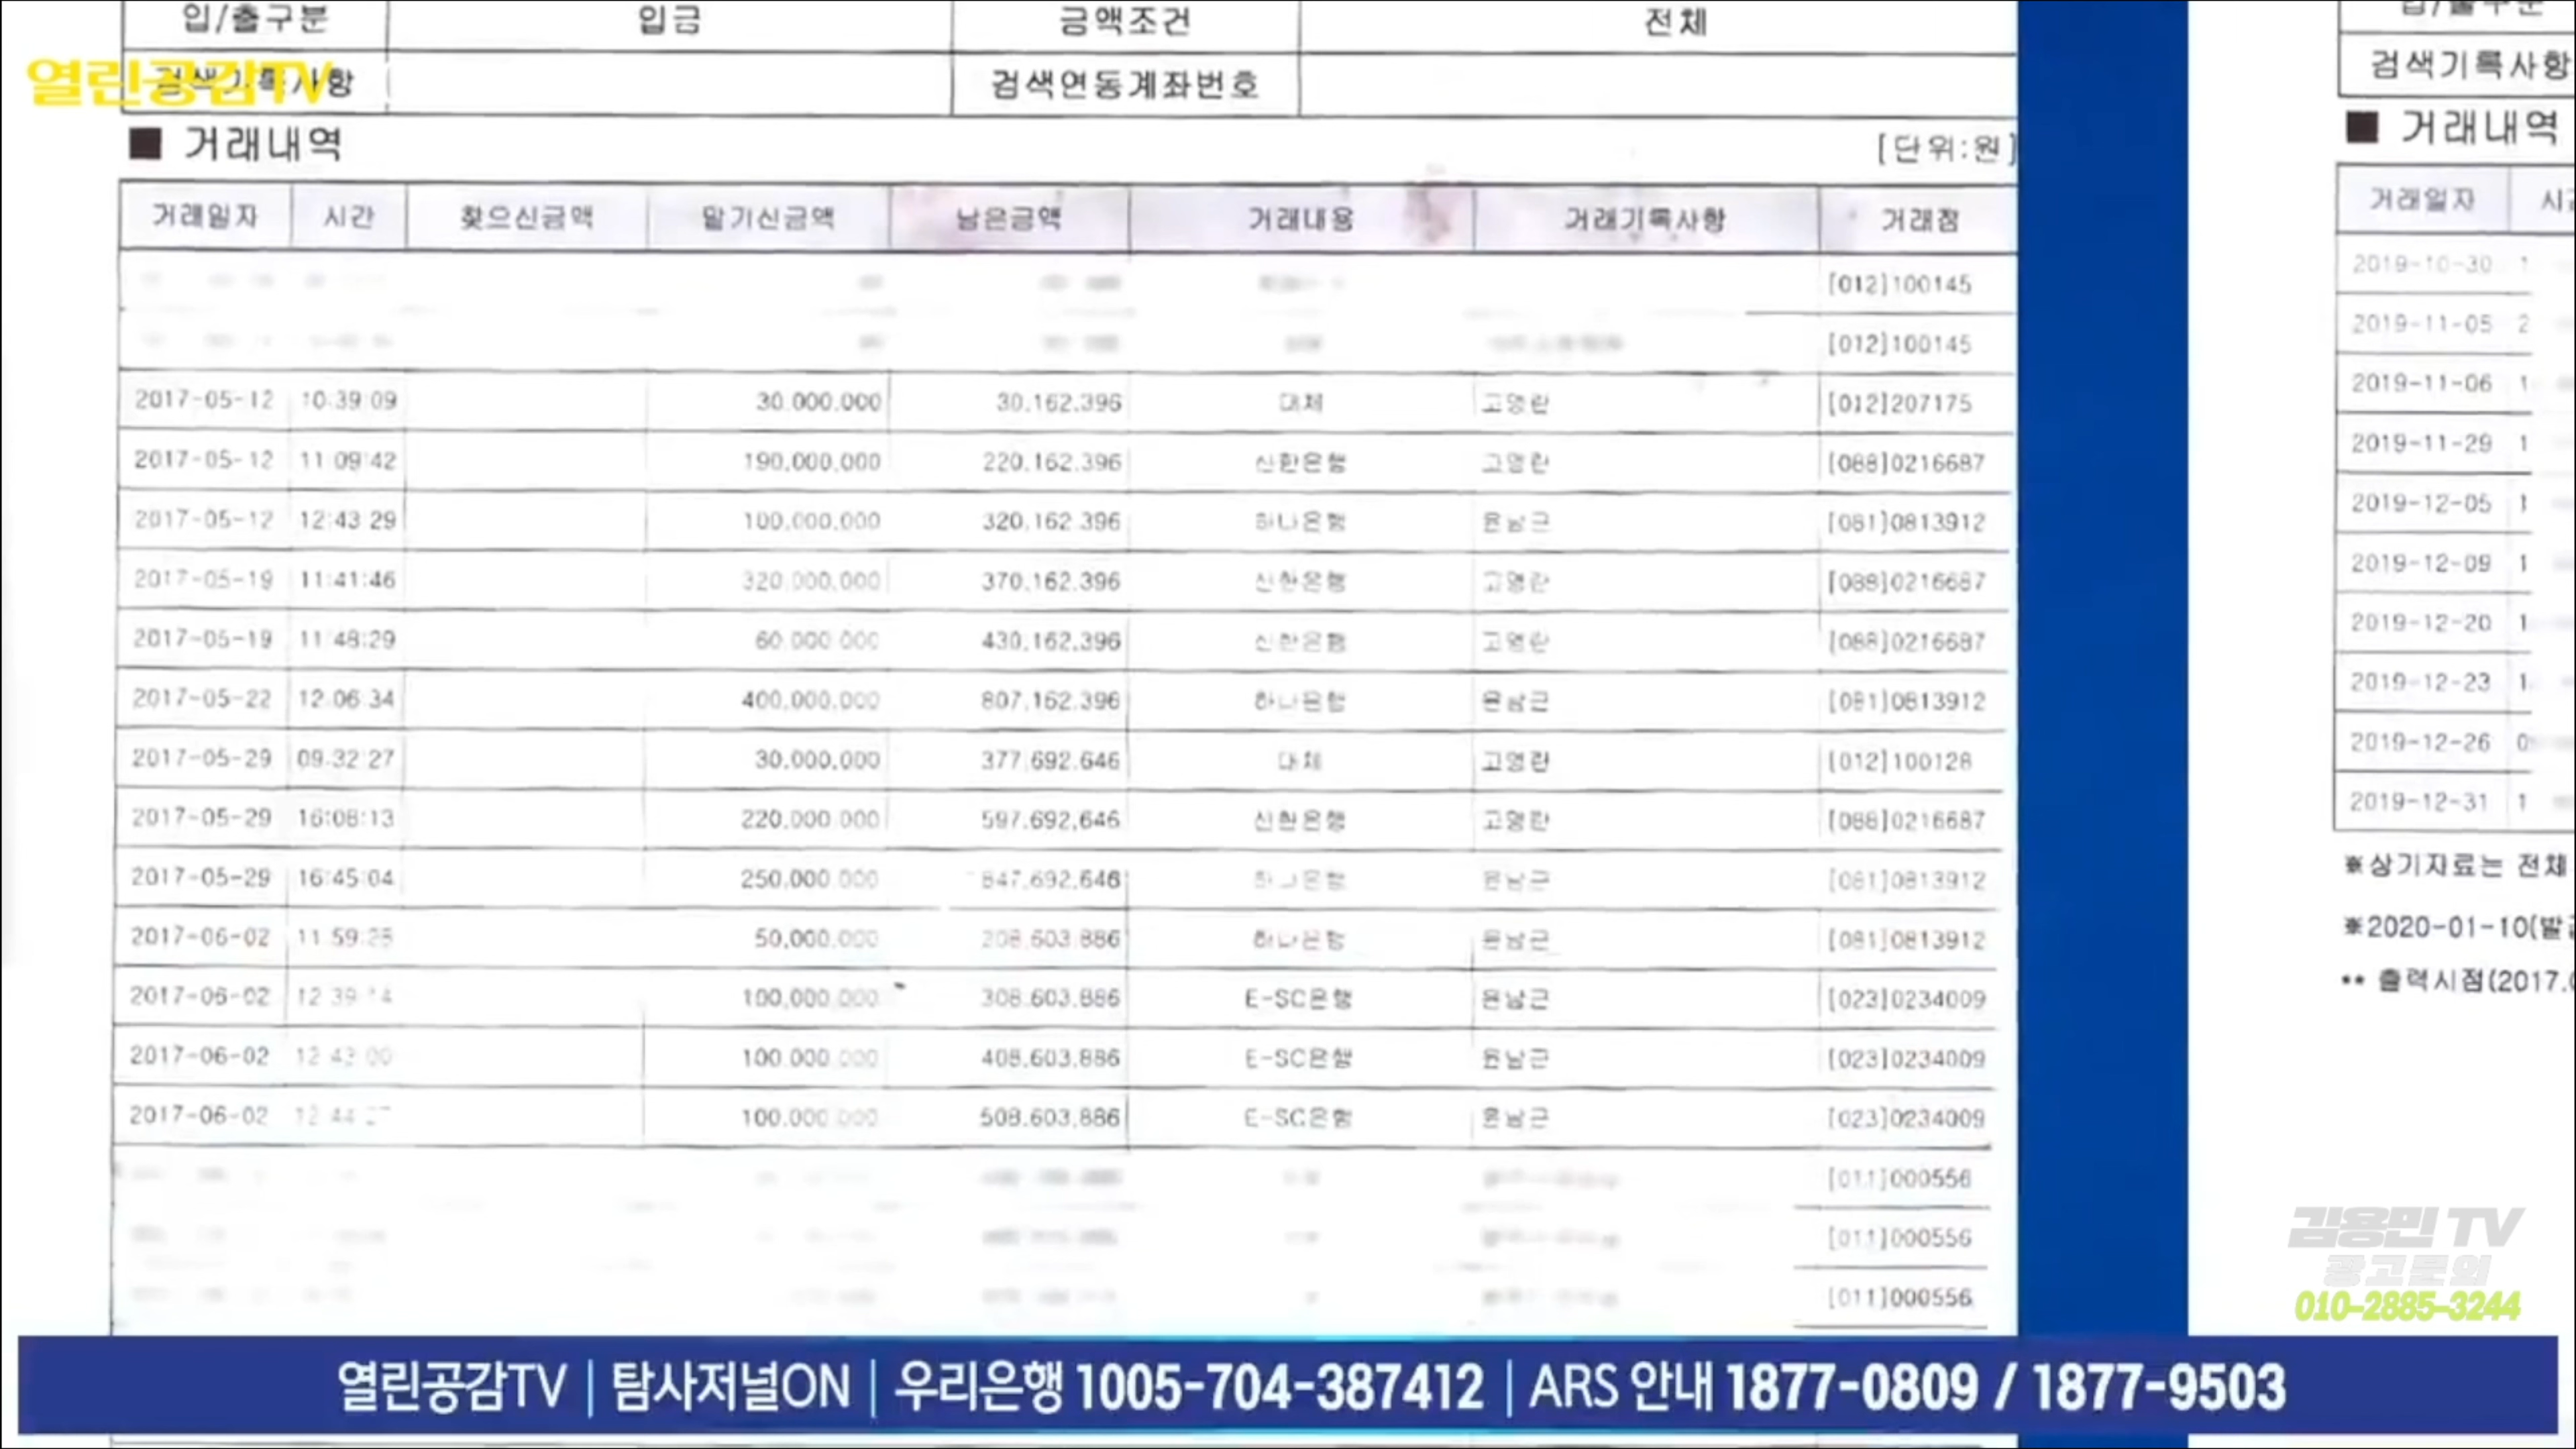 입/출구분 입금 금액조건 전체
열린공감TV
검색기록사항 검색연동계좌번호
■ 거래내역
[단위:원]
거래일자 시간 찾으신금액 맡기신금액 남은금액 거래내용 거래기록사항 거래점
[012]100145
[012]100145
2017-05-12 10:39:09 30,000,000 30,162,396 대체 고영란 [012]207175
2017-05-12 11:09:42 190,000,000 220,162,396 신한은행 고영란 [088]0216687
2017-05-12 12:43:29 100,000,000 320,162,396 하나은행 윤남근 [081]0813912
2017-05-19 11:41:46 320,000,000 370,162,396 신한은행 고영란 [088]0216687
2017-05-19 11:48:29 60,000,000 430,162,396 신한은행 고영란 [088]0216687
2017-05-22 12:06:34 400,000,000 807,162,396 하나은행 윤남근 [081]0813912
2017-05-29 09:32:27 30,000,000 377,692,646 대체 고영란 [012]100128
2017-05-29 16:08:13 220,000,000 597,692,646 신한은행 고영란 [088]0216687
2017-05-29 16:45:04 250,000,000 847,692,646 하나은행 윤남근 [081]0813912
2017-06-02 50,000,000 208,603,886 하나은행 윤남근 [081]0813912
2017-06-02 100,000,000 308,603,886 E-SC은행 윤남근 [023]0234009
2017-06-02 12:43:00 100,000,000 408,603,886 E-SC은행 윤남근 [023]0234009
2017-06-02 100,000,000 508,603,886 E-SC은행 윤남근 [023]0234009
[011]000556
[011]000556
[011]000556
검색기록사항
■ 거래내역
거래일자
2019-10-30
2019-11-05
2019-11-06
2019-11-29
2019-12-05
2019-12-09
2019-12-20
2019-12-23
2019-12-26
2019-12-31
※상기자료는 전체
※2020-01-10(발
** 출력시점(2017.
김용민 TV
광고문의
010-2885-3244
열린공감TV | 탐사저널ON | 우리은행 1005-704-387412 | ARS 안내 1877-0809 / 1877-9503